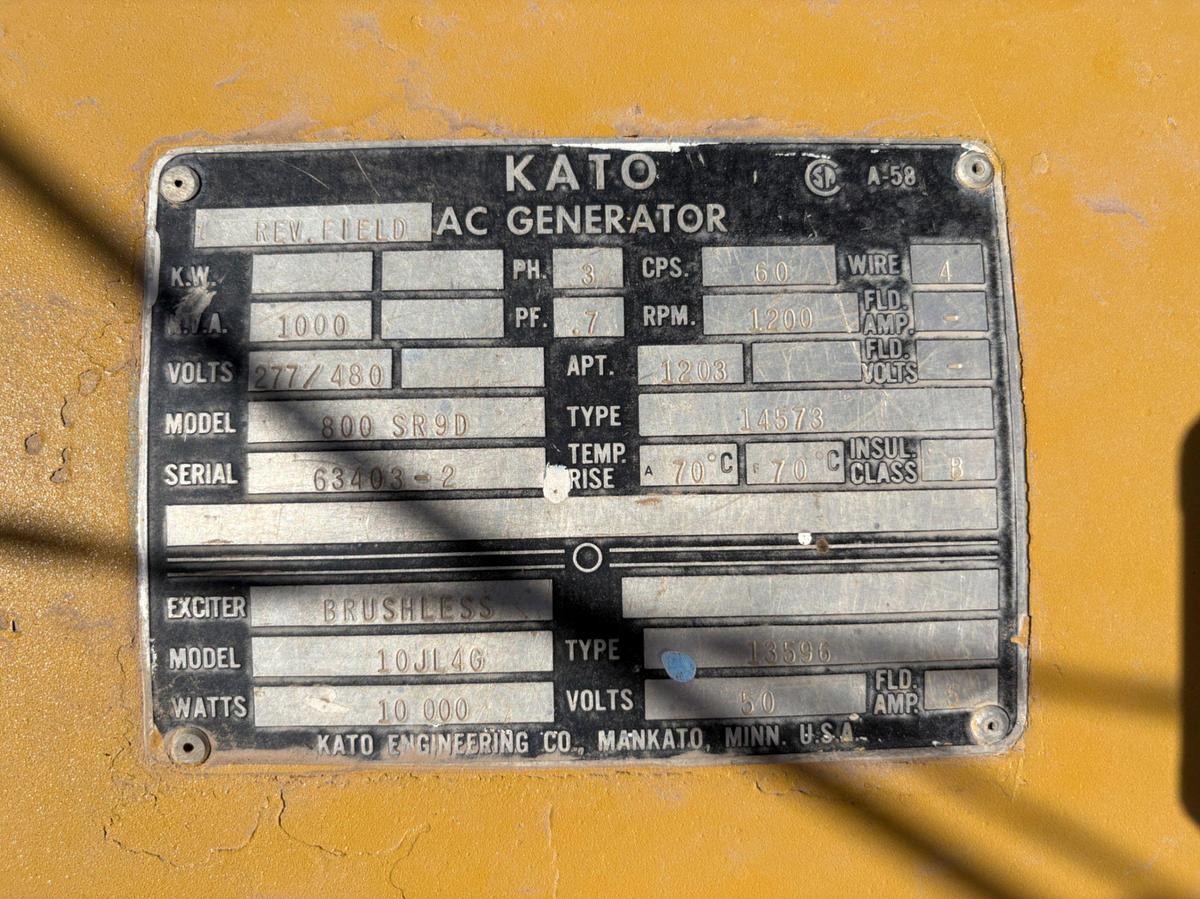 KATO
SP A-58
REV. FIELD AC GENERATOR
K.W. PH. 3 CPS. 60 WIRE 4
K.V.A. 1000 PF. .7 RPM. 1200 FLD. AMP. -
VOLTS 277/480 APT. 1203 FLD. VOLTS -
MODEL 800 SR9D TYPE 14573
SERIAL 63403-2 TEMP. RISE A 70°C F 70°C INSUL. CLASS B
EXCITER BRUSHLESS
MODEL 10JL4G TYPE 13596
WATTS 10 000 VOLTS 50 FLD. AMP. 5
KATO ENGINEERING CO., MANKATO, MINN. U.S.A.